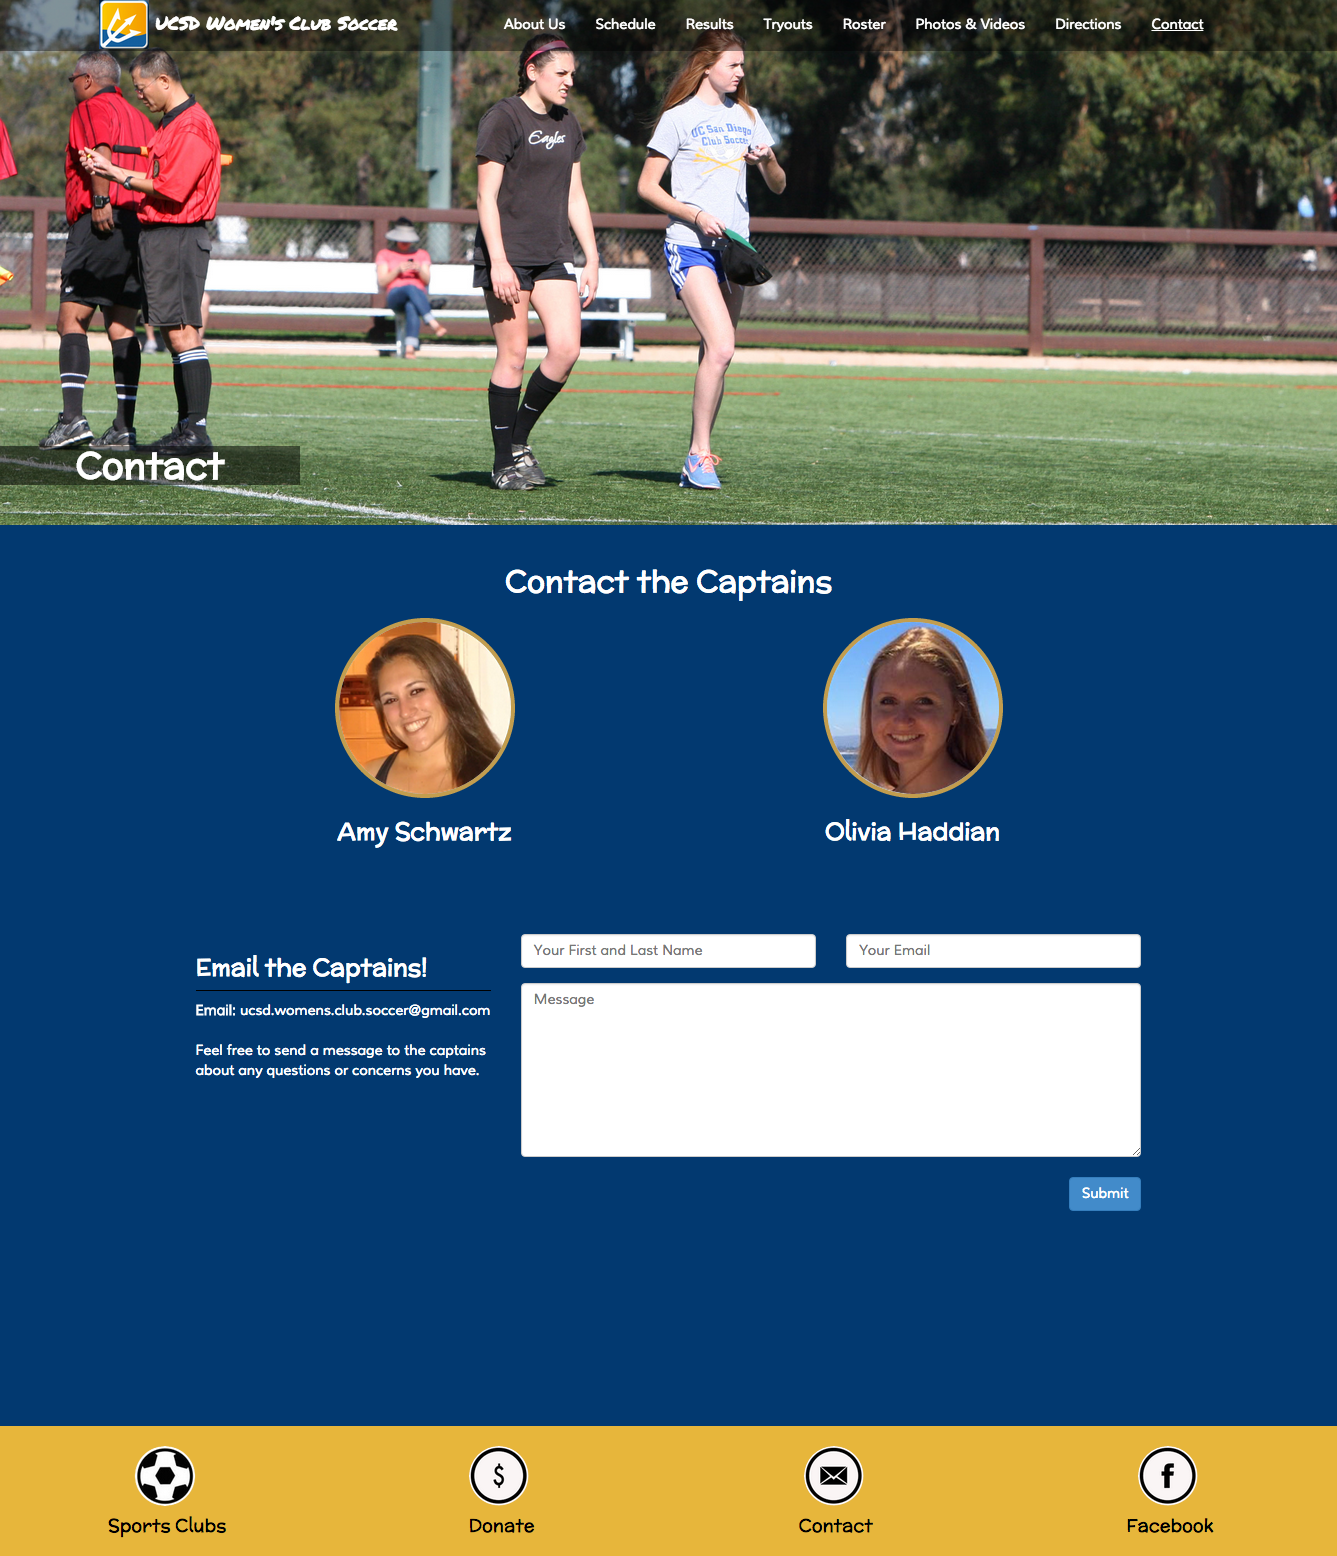 UCSD Women's Club Soccer
About Us Schedule Results Tryouts Roster Photos & Videos Directions Contact
Eagles
UC San Diego
Club Soccer
Contact
Contact the Captains
Amy Schwartz
Olivia Haddian
Your First and Last Name
Your Email
Email the Captains!
Message
Email: ucsd.womens.club.soccer@gmail.com
Feel free to send a message to the captains
about any questions or concerns you have.
Submit
$
f
Sports Clubs
Donate
Contact
Facebook